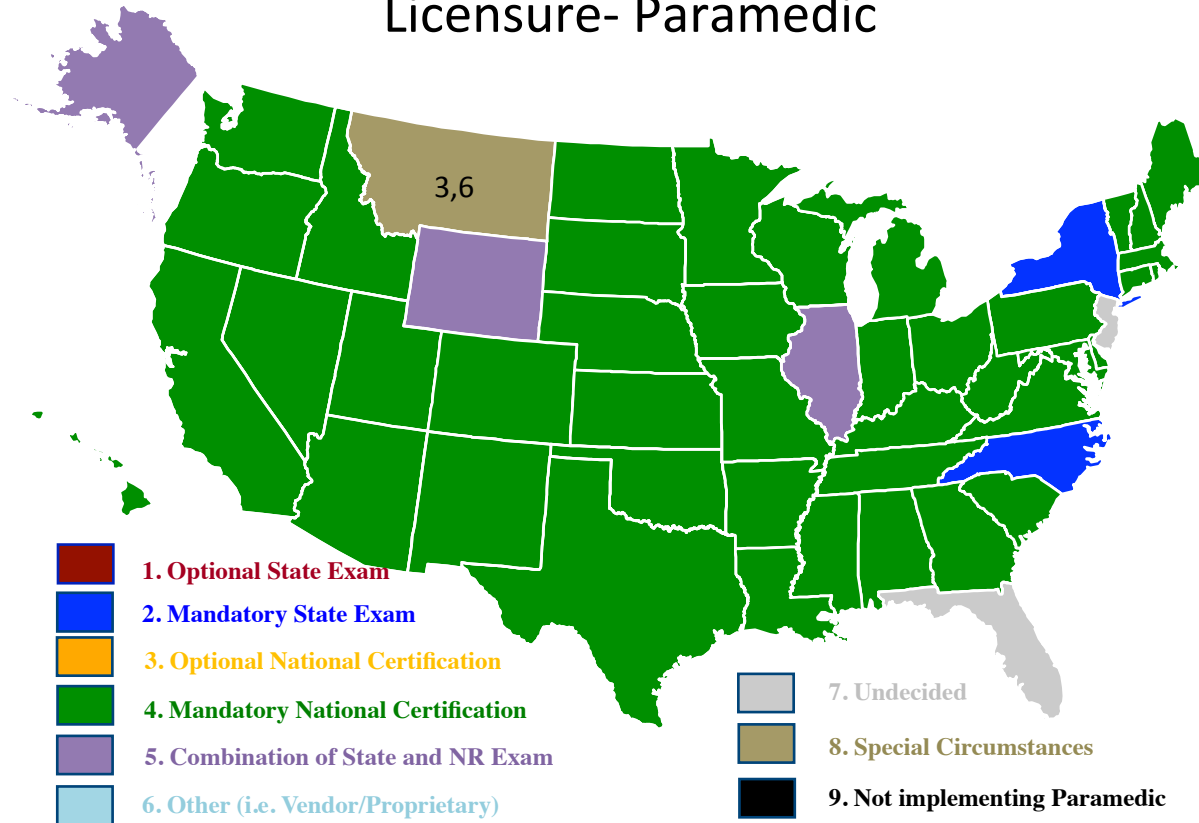 Licensure- Paramedic
3,6
1. Optional State Exam
2. Mandatory State Exam
3. Optional National Certification
4. Mandatory National Certification
5. Combination of State and NR Exam
6. Other (i.e. Vendor/Proprietary)
7. Undecided
8. Special Circumstances
9. Not implementing Paramedic